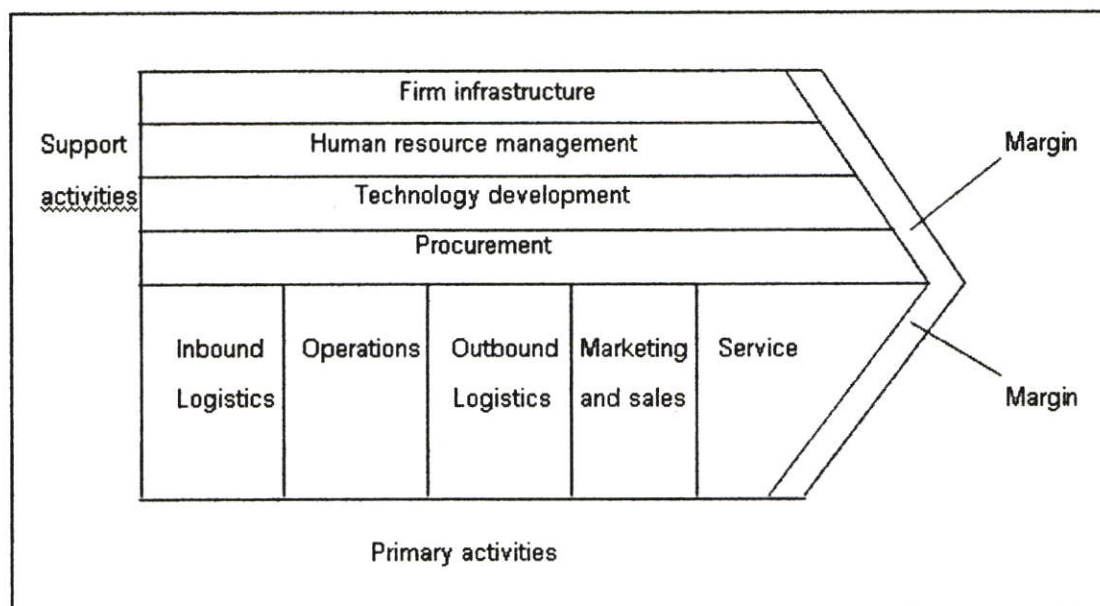 Firm infrastructure
Support
activities
Human resource management
Margin
Technology development
Procurement
Inbound
Logistics
Operations
Outbound
Logistics
Marketing
and sales
Service
Margin
Primary activities